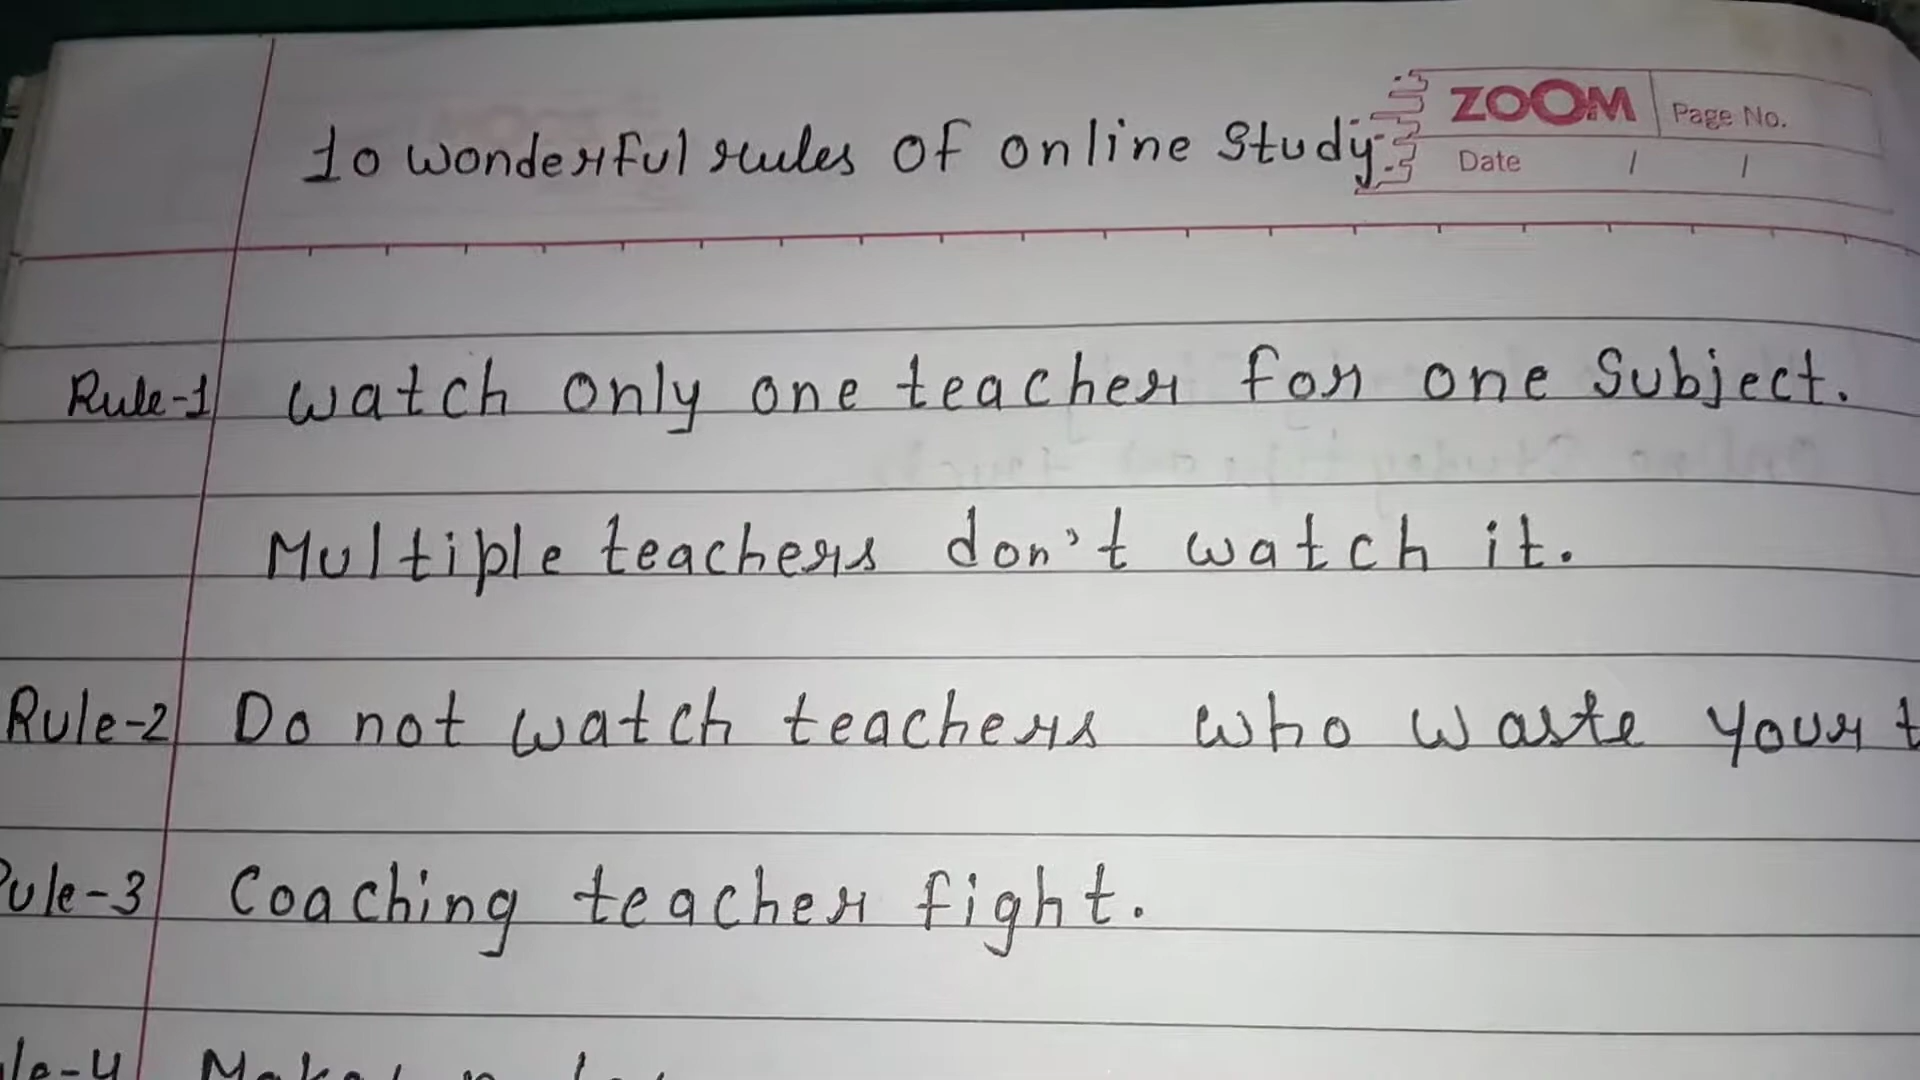 10 wonderful rules of online Study
ZOOM
Page No.
Date / /
Rule-1 watch only one teacher for one Subject.
Multiple teachers don't watch it.
Rule-2 Do not watch teachers who waste your
Rule-3 Coaching teacher fight.